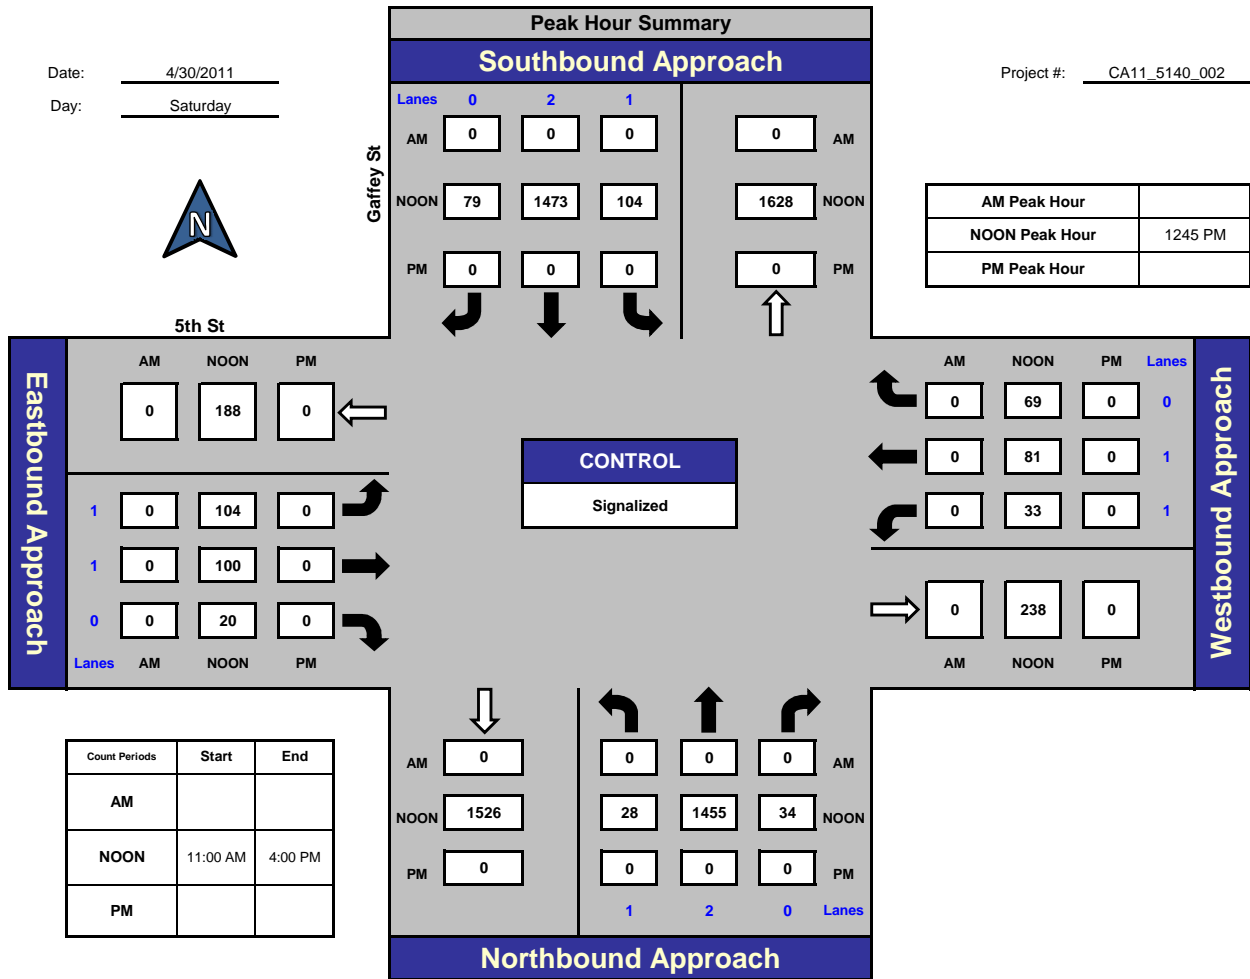 Peak Hour Summary
Southbound Approach
Date: 4/30/2011
Day: Saturday
Project #: CA11_5140_002
Gaffey St
Lanes 0 2 1
AM 0 0 0 0 AM
NOON 79 1473 104 1628 NOON
PM 0 0 0 0 PM
N
AM Peak Hour
NOON Peak Hour 1245 PM
PM Peak Hour
5th St
Eastbound Approach
AM NOON PM
0 188 0
1 0 104 0
1 0 100 0
0 0 20 0
Lanes AM NOON PM
CONTROL
Signalized
AM NOON PM Lanes
0 69 0 0
0 81 0 1
0 33 0 1
0 238 0
AM NOON PM
Westbound Approach
Count Periods Start End
AM
NOON 11:00 AM 4:00 PM
PM
AM 0 0 0 0 AM
NOON 1526 28 1455 34 NOON
PM 0 0 0 0 PM
1 2 0 Lanes
Northbound Approach